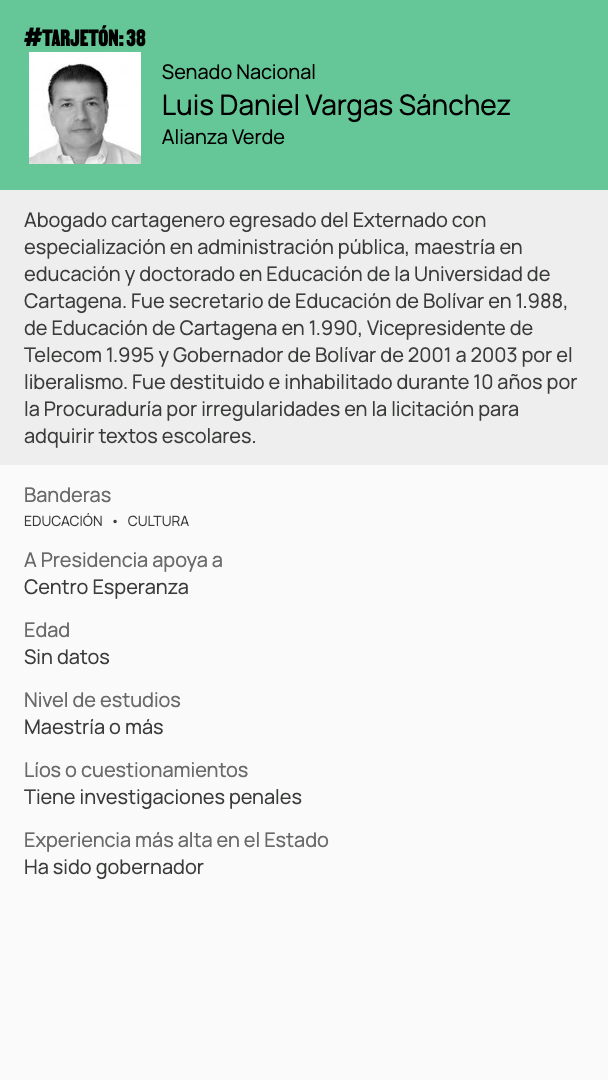 #TARJETÓN: 38
Senado Nacional
Luis Daniel Vargas Sánchez
Alianza Verde
Abogado cartagenero egresado del Externado con
especialización en administración pública, maestría en
educación y doctorado en Educación de la Universidad de
Cartagena. Fue secretario de Educación de Bolívar en 1.988,
de Educación de Cartagena en 1.990, Vicepresidente de
Telecom 1.995 y Gobernador de Bolívar de 2001 a 2003 por el
liberalismo. Fue destituido e inhabilitado durante 10 años por
la Procuraduría por irregularidades en la licitación para
adquirir textos escolares.
Banderas
EDUCACIÓN • CULTURA
A Presidencia apoya a
Centro Esperanza
Edad
Sin datos
Nivel de estudios
Maestría o más
Líos o cuestionamientos
Tiene investigaciones penales
Experiencia más alta en el Estado
Ha sido gobernador